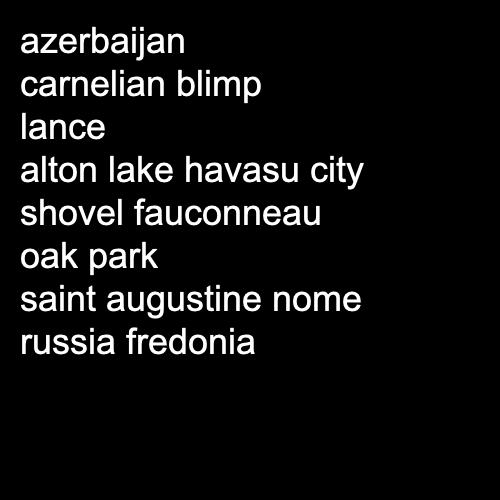 azerbaijan
carnelian blimp
lance
alton lake havasu city
shovel fauconneau
oak park
saint augustine nome
russia fredonia